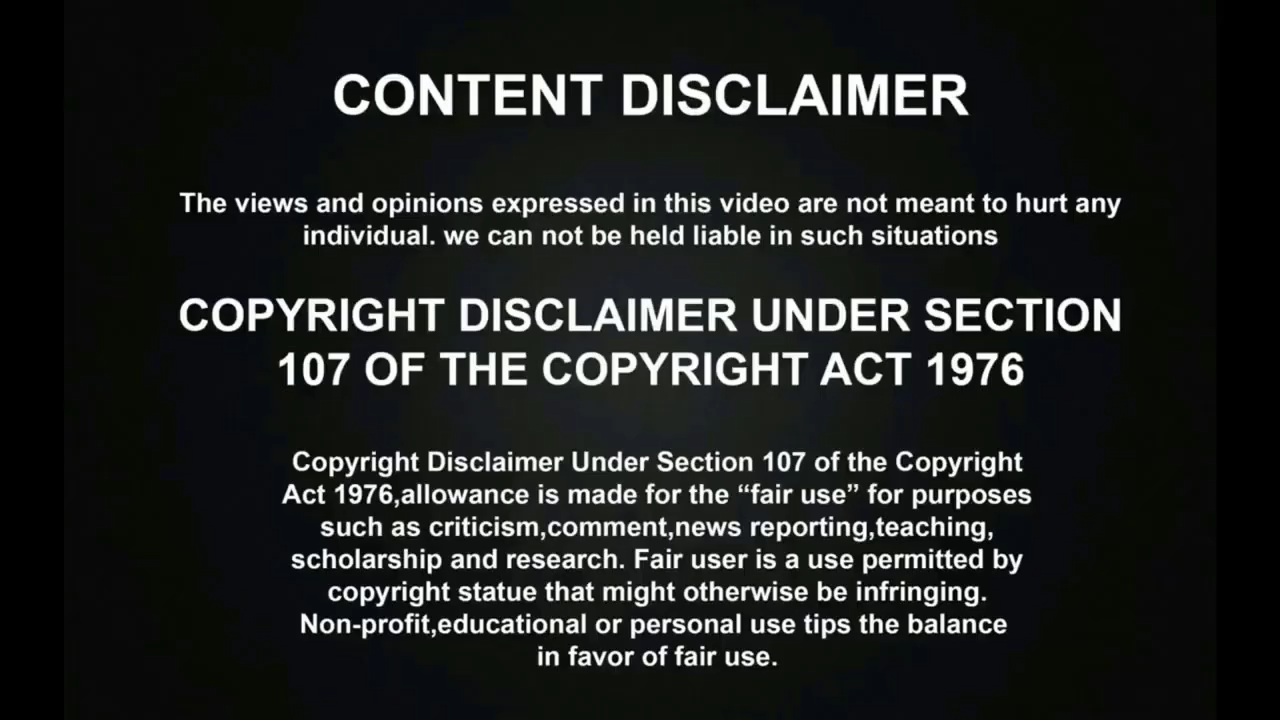 CONTENT DISCLAIMER
The views and opinions expressed in this video are not meant to hurt any
individual. we can not be held liable in such situations
COPYRIGHT DISCLAIMER UNDER SECTION
107 OF THE COPYRIGHT ACT 1976
Copyright Disclaimer Under Section 107 of the Copyright
Act 1976,allowance is made for the “fair use” for purposes
such as criticism,comment,news reporting,teaching,
scholarship and research. Fair user is a use permitted by
copyright statue that might otherwise be infringing.
Non-profit,educational or personal use tips the balance
in favor of fair use.